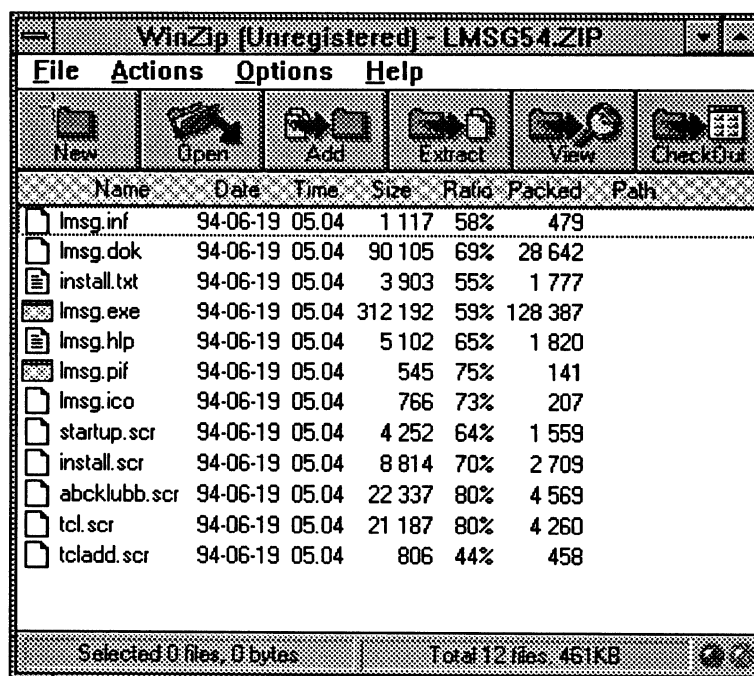 WinZip (Unregistered) - LMSG54.ZIP
File Actions Options Help
New Open Add Extract View CheckOut
Name Date Time Size Ratio Packed Path
lmsg.inf 94-06-19 05.04 1 117 58% 479
lmsg.dok 94-06-19 05.04 90 105 69% 28 642
install.txt 94-06-19 05.04 3 903 55% 1 777
lmsg.exe 94-06-19 05.04 312 192 59% 128 387
lmsg.hlp 94-06-19 05.04 5 102 65% 1 820
lmsg.pif 94-06-19 05.04 545 75% 141
lmsg.ico 94-06-19 05.04 766 73% 207
startup.scr 94-06-19 05.04 4 252 64% 1 559
install.scr 94-06-19 05.04 8 814 70% 2 709
abcklubb.scr 94-06-19 05.04 22 337 80% 4 569
tcl.scr 94-06-19 05.04 21 187 80% 4 260
tcladd.scr 94-06-19 05.04 806 44% 458
Selected 0 files, 0 bytes Total 12 files, 461KB